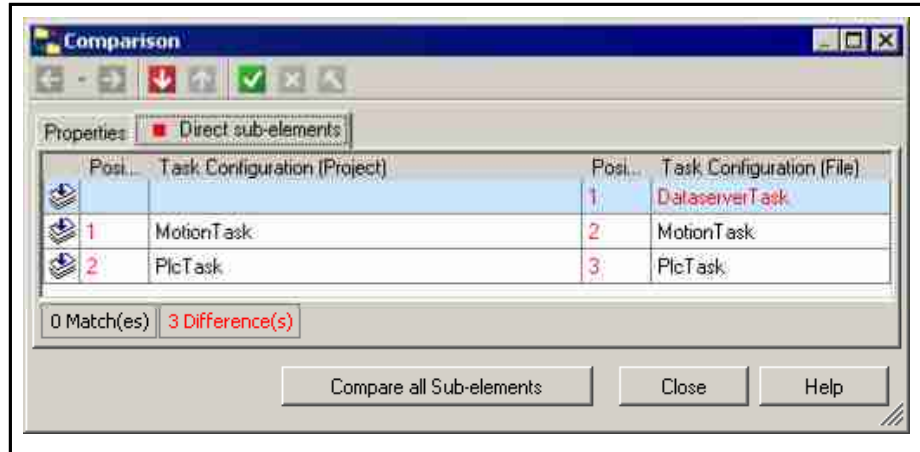 Comparison
Properties Direct sub-elements
Posi... Task Configuration (Project) Posi... Task Configuration (File)
1 DataserverTask
1 MotionTask 2 MotionTask
2 PlcTask 3 PlcTask
0 Match(es) 3 Difference(s)
Compare all Sub-elements Close Help